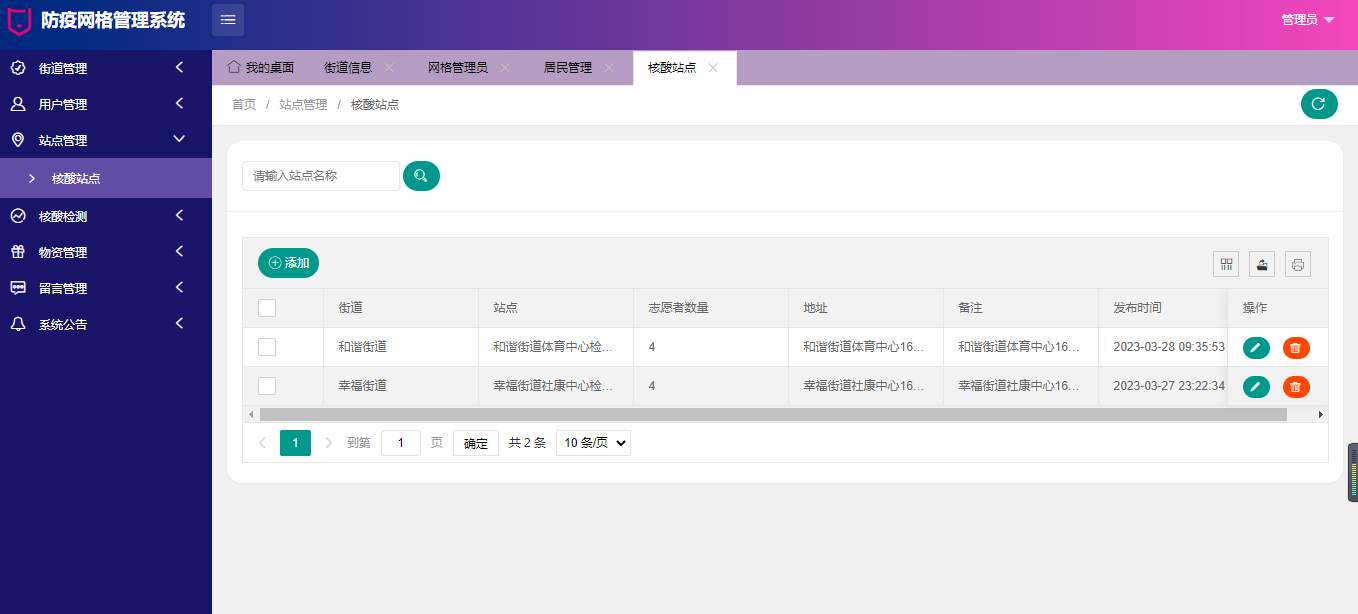 防疫网格管理系统
管理员
街道管理
用户管理
站点管理
核酸站点
核酸检测
物资管理
留言管理
系统公告
我的桌面 街道信息 网格管理员 居民管理 核酸站点
首页 / 站点管理 / 核酸站点
请输入站点名称
添加
街道 站点 志愿者数量 地址 备注 发布时间 操作
和谐街道 和谐街道体育中心检... 4 和谐街道体育中心16... 和谐街道体育中心16... 2023-03-28 09:35:53
幸福街道 幸福街道社康中心检... 4 幸福街道社康中心16... 幸福街道社康中心16... 2023-03-27 23:22:34
1 到第 1 页 确定 共 2 条 10 条/页